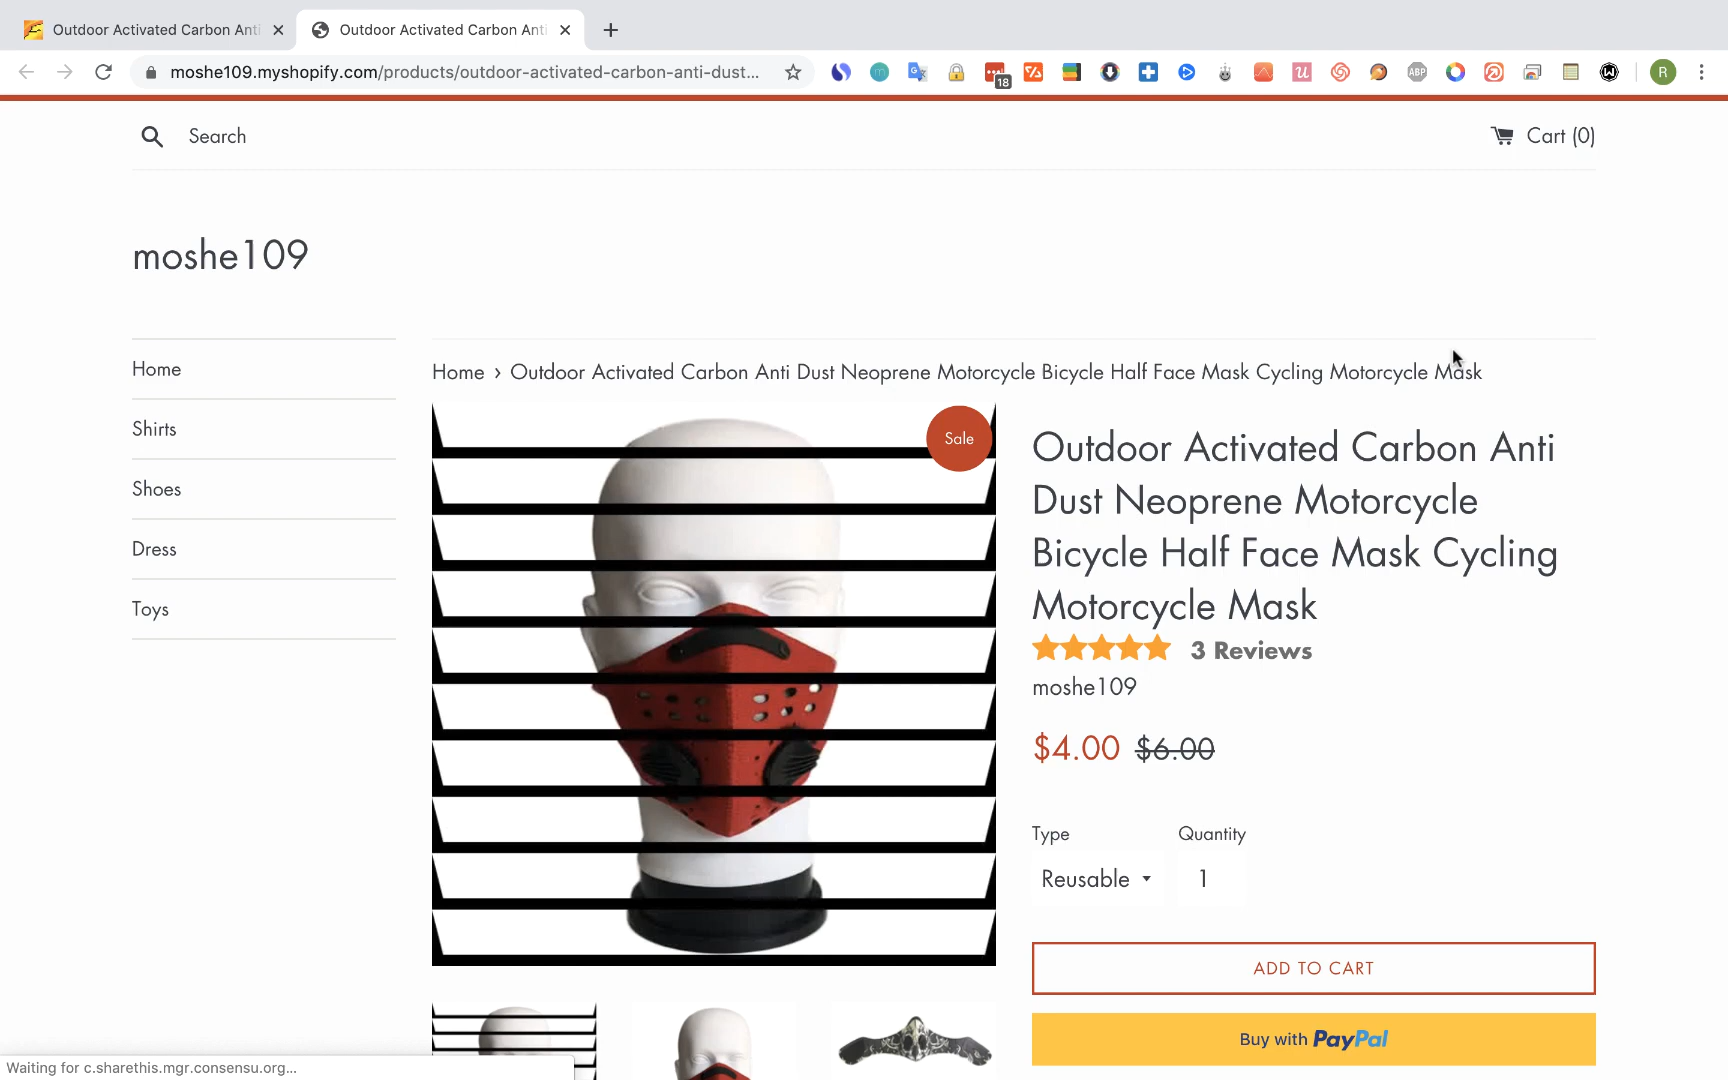 Outdoor Activated Carbon Anti
Outdoor Activated Carbon Anti
moshe109.myshopify.com/products/outdoor-activated-carbon-anti-dust...
18
ABP
R
Search
Cart (0)
moshe109
Home
Shirts
Shoes
Dress
Toys
Home › Outdoor Activated Carbon Anti Dust Neoprene Motorcycle Bicycle Half Face Mask Cycling Motorcycle Mask
Sale
Outdoor Activated Carbon Anti
Dust Neoprene Motorcycle
Bicycle Half Face Mask Cycling
Motorcycle Mask
3 Reviews
moshe109
$4.00 $6.00
Type Quantity
Reusable 1
ADD TO CART
Buy with PayPal
Waiting for c.sharethis.mgr.consensu.org...